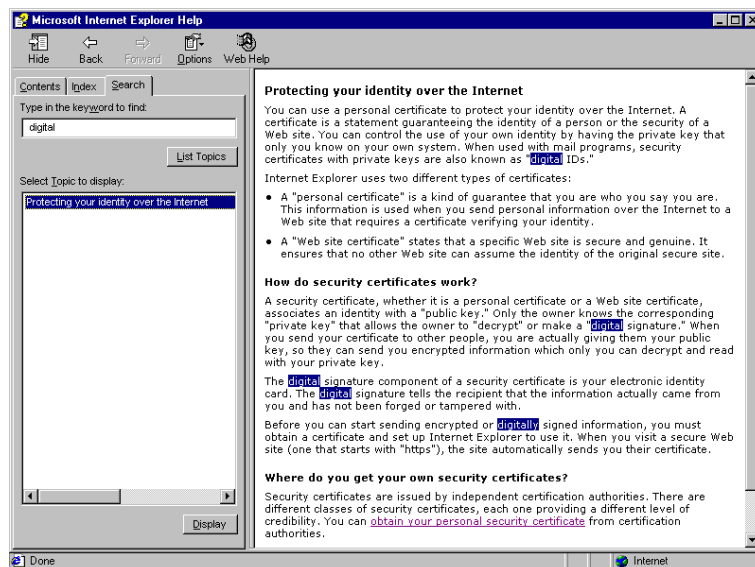 Microsoft Internet Explorer Help
Hide Back Forward Options Web Help
Contents Index Search
Type in the keyword to find:
digital
List Topics
Select Topic to display:
Protecting your identity over the Internet
Display
Protecting your identity over the Internet
You can use a personal certificate to protect your identity over the Internet. A
certificate is a statement guaranteeing the identity of a person or the security of a
Web site. You can control the use of your own identity by having the private key that
only you know on your own system. When used with mail programs, security
certificates with private keys are also known as "digital IDs."
Internet Explorer uses two different types of certificates:
• A "personal certificate" is a kind of guarantee that you are who you say you are.
This information is used when you send personal information over the Internet to a
Web site that requires a certificate verifying your identity.
• A "Web site certificate" states that a specific Web site is secure and genuine. It
ensures that no other Web site can assume the identity of the original secure site.
How do security certificates work?
A security certificate, whether it is a personal certificate or a Web site certificate,
associates an identity with a "public key." Only the owner knows the corresponding
"private key" that allows the owner to "decrypt" or make a "digital signature." When
you send your certificate to other people, you are actually giving them your public
key, so they can send you encrypted information which only you can decrypt and read
with your private key.
The digital signature component of a security certificate is your electronic identity
card. The digital signature tells the recipient that the information actually came from
you and has not been forged or tampered with.
Before you can start sending encrypted or digitally signed information, you must
obtain a certificate and set up Internet Explorer to use it. When you visit a secure Web
site (one that starts with "https"), the site automatically sends you their certificate.
Where do you get your own security certificates?
Security certificates are issued by independent certification authorities. There are
different classes of security certificates, each one providing a different level of
credibility. You can obtain your personal security certificate from certification
authorities.
Done
Internet